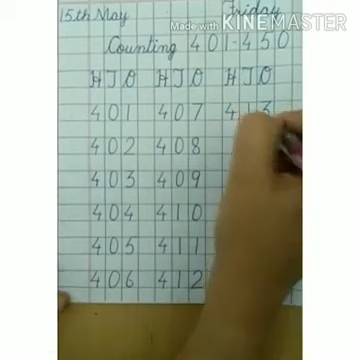 Made with KINEMASTER
15th May Friday
Counting 401-450
H T O H T O H T O
401 407 413
402 408
403 409
404 410
405 411
406 412